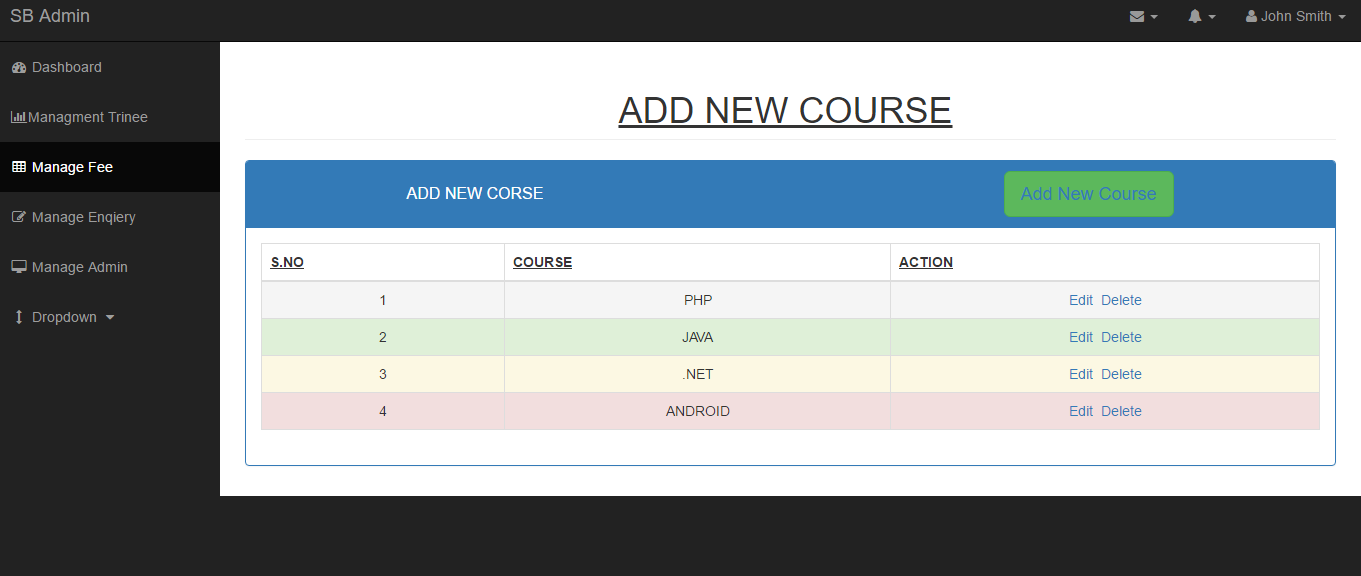 SB Admin
John Smith
Dashboard
Managment Trinee
Manage Fee
Manage Enqiery
Manage Admin
Dropdown
ADD NEW COURSE
ADD NEW CORSE
Add New Course
S.NO COURSE ACTION
1 PHP Edit Delete
2 JAVA Edit Delete
3 .NET Edit Delete
4 ANDROID Edit Delete